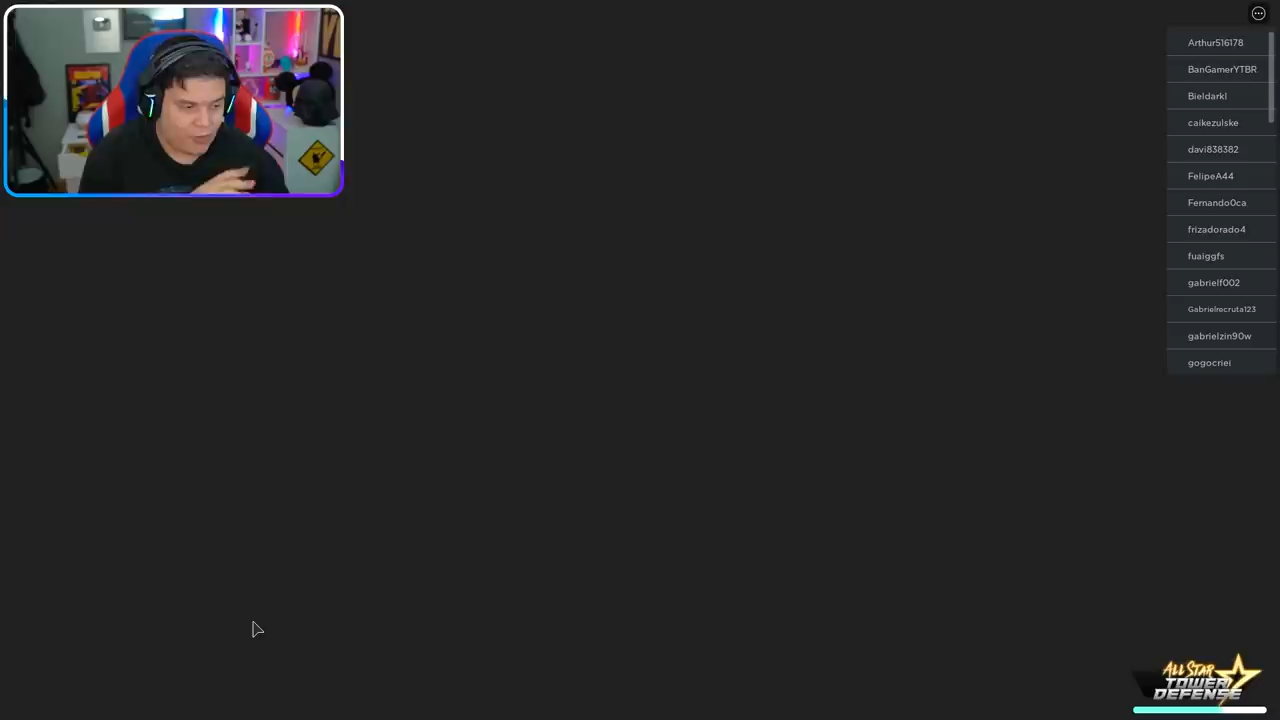 Arthur516178
BanGamerYTBR
Bieldarkl
caikezulske
davi838382
FelipeA44
Fernando0ca
frizadorado4
fuaiggfs
gabrielf002
Gabrielrecruta123
gabrielzin90w
gogocriei
ALL STAR
TOWER
DEFENSE